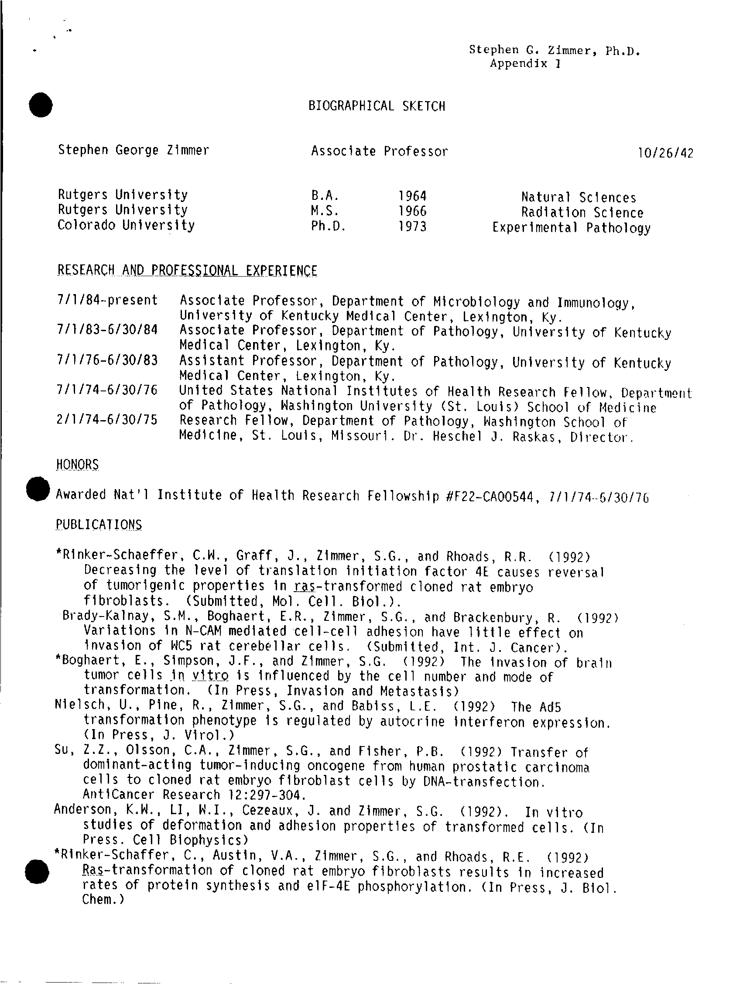 Stephen G. Zimmer, Ph.D.
Appendix 1
BIOGRAPHICAL SKETCH
Stephen George Zimmer Associate Professor 10/26/42
Rutgers University B.A. 1964 Natural Sciences
Rutgers University M.S. 1966 Radiation Science
Colorado University Ph.D. 1973 Experimental Pathology
RESEARCH AND PROFESSIONAL EXPERIENCE
7/1/84-present Associate Professor, Department of Microbiology and Immunology,
University of Kentucky Medical Center, Lexington, Ky.
7/1/83-6/30/84 Associate Professor, Department of Pathology, University of Kentucky
Medical Center, Lexington, Ky.
7/1/76-6/30/83 Assistant Professor, Department of Pathology, University of Kentucky
Medical Center, Lexington, Ky.
7/1/74-6/30/76 United States National Institutes of Health Research Fellow, Department
of Pathology, Washington University (St. Louis) School of Medicine
2/1/74-6/30/75 Research Fellow, Department of Pathology, Washington School of
Medicine, St. Louis, Missouri. Dr. Heschel J. Raskas, Director.
HONORS
Awarded Nat'l Institute of Health Research Fellowship #F22-CA00544, 7/1/74-6/30/76
PUBLICATIONS
*Rinker-Schaeffer, C.W., Graff, J., Zimmer, S.G., and Rhoads, R.R. (1992)
Decreasing the level of translation initiation factor 4E causes reversal
of tumorigenic properties in ras-transformed cloned rat embryo
fibroblasts. (Submitted, Mol. Cell. Biol.).
Brady-Kalnay, S.M., Boghaert, E.R., Zimmer, S.G., and Brackenbury, R. (1992)
Variations in N-CAM mediated cell-cell adhesion have little effect on
invasion of WC5 rat cerebellar cells. (Submitted, Int. J. Cancer).
*Boghaert, E., Simpson, J.F., and Zimmer, S.G. (1992) The invasion of brain
tumor cells in vitro is influenced by the cell number and mode of
transformation. (In Press, Invasion and Metastasis)
Nielsch, U., Pine, R., Zimmer, S.G., and Babiss, L.E. (1992) The Ad5
transformation phenotype is regulated by autocrine interferon expression.
(In Press, J. Virol.)
Su, Z.Z., Olsson, C.A., Zimmer, S.G., and Fisher, P.B. (1992) Transfer of
dominant-acting tumor-inducing oncogene from human prostatic carcinoma
cells to cloned rat embryo fibroblast cells by DNA-transfection.
AntiCancer Research 12:297-304.
Anderson, K.W., LI, W.I., Cezeaux, J. and Zimmer, S.G. (1992). In vitro
studies of deformation and adhesion properties of transformed cells. (In
Press. Cell Biophysics)
*Rinker-Schaffer, C., Austin, V.A., Zimmer, S.G., and Rhoads, R.E. (1992)
Ras-transformation of cloned rat embryo fibroblasts results in increased
rates of protein synthesis and eIF-4E phosphorylation. (In Press, J. Biol.
Chem.)